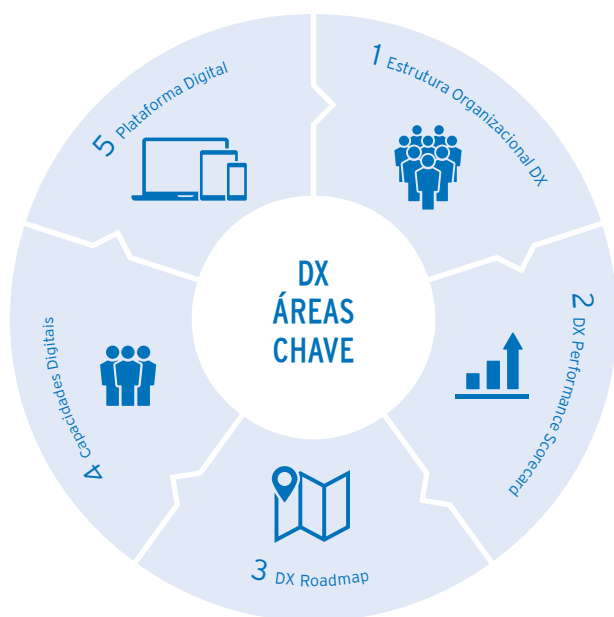 DX
ÁREAS
CHAVE
1 Estrutura Organizacional DX
2 DX Performance Scorecard
3 DX Roadmap
4 Capacidades Digitais
5 Plataforma Digital